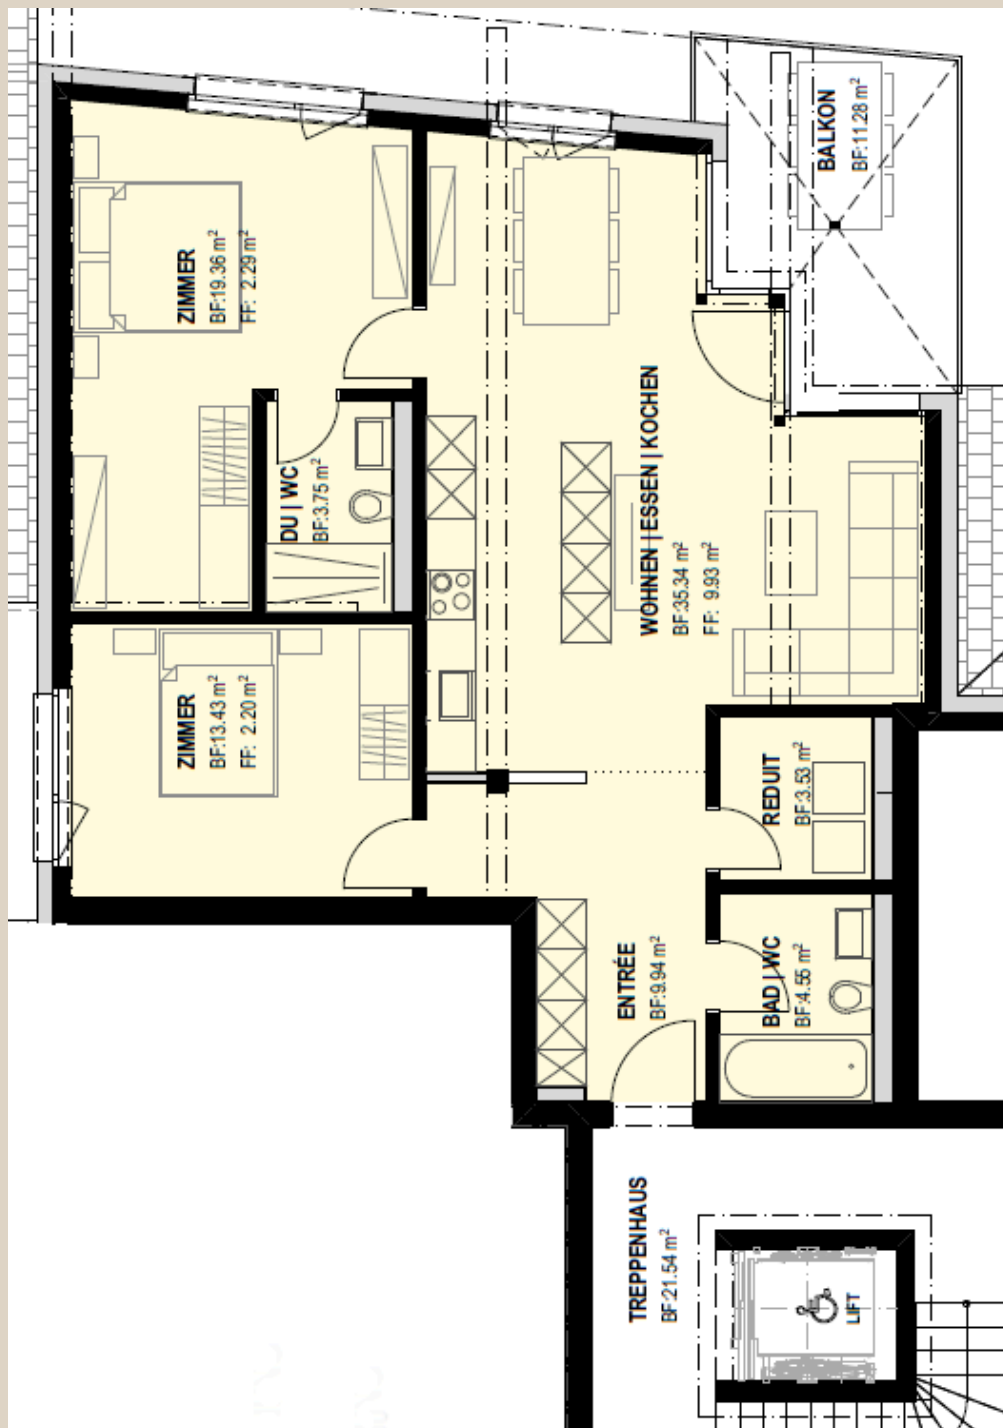 BALKON
BF:11.28 m²
ZIMMER
BF:19.36 m²
FF: 2.29 m²
DU | WC
BF:3.75 m²
WOHNEN | ESSEN | KOCHEN
BF:35.34 m²
FF: 9.93 m²
ZIMMER
BF:13.43 m²
FF: 2.20 m²
REDUIT
BF:3.53 m²
ENTRÉE
BF:9.94 m²
BAD | WC
BF:4.55 m²
TREPPENHAUS
BF:21.54 m²
LIFT